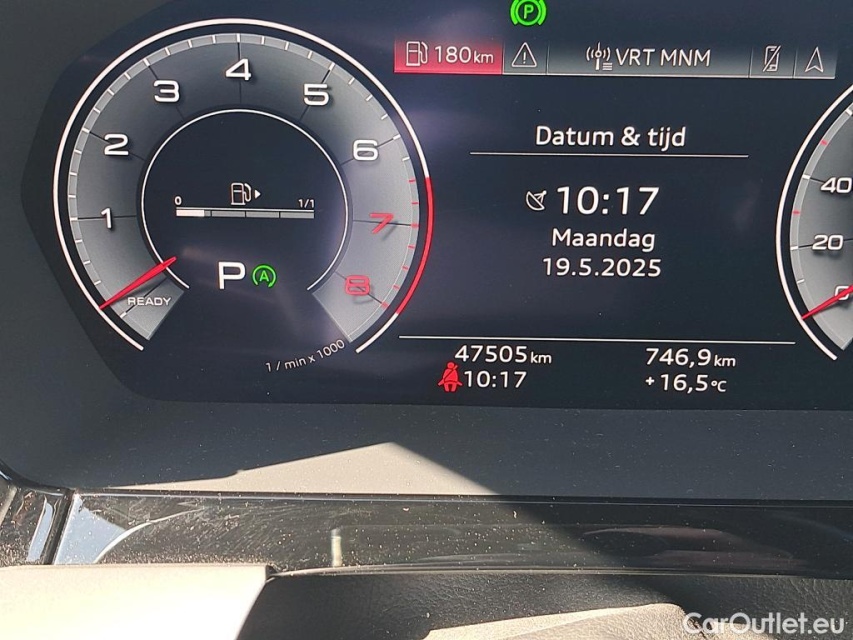 P
180km VRT MNM
1 2 3 4 5 6 7 8
Datum & tijd
0 1/1
10:17
Maandag
19.5.2025
P A
READY
1 / min x 1000
40
20
0
47505km 746,9km
10:17 +16,5°C
CarOutlet.eu